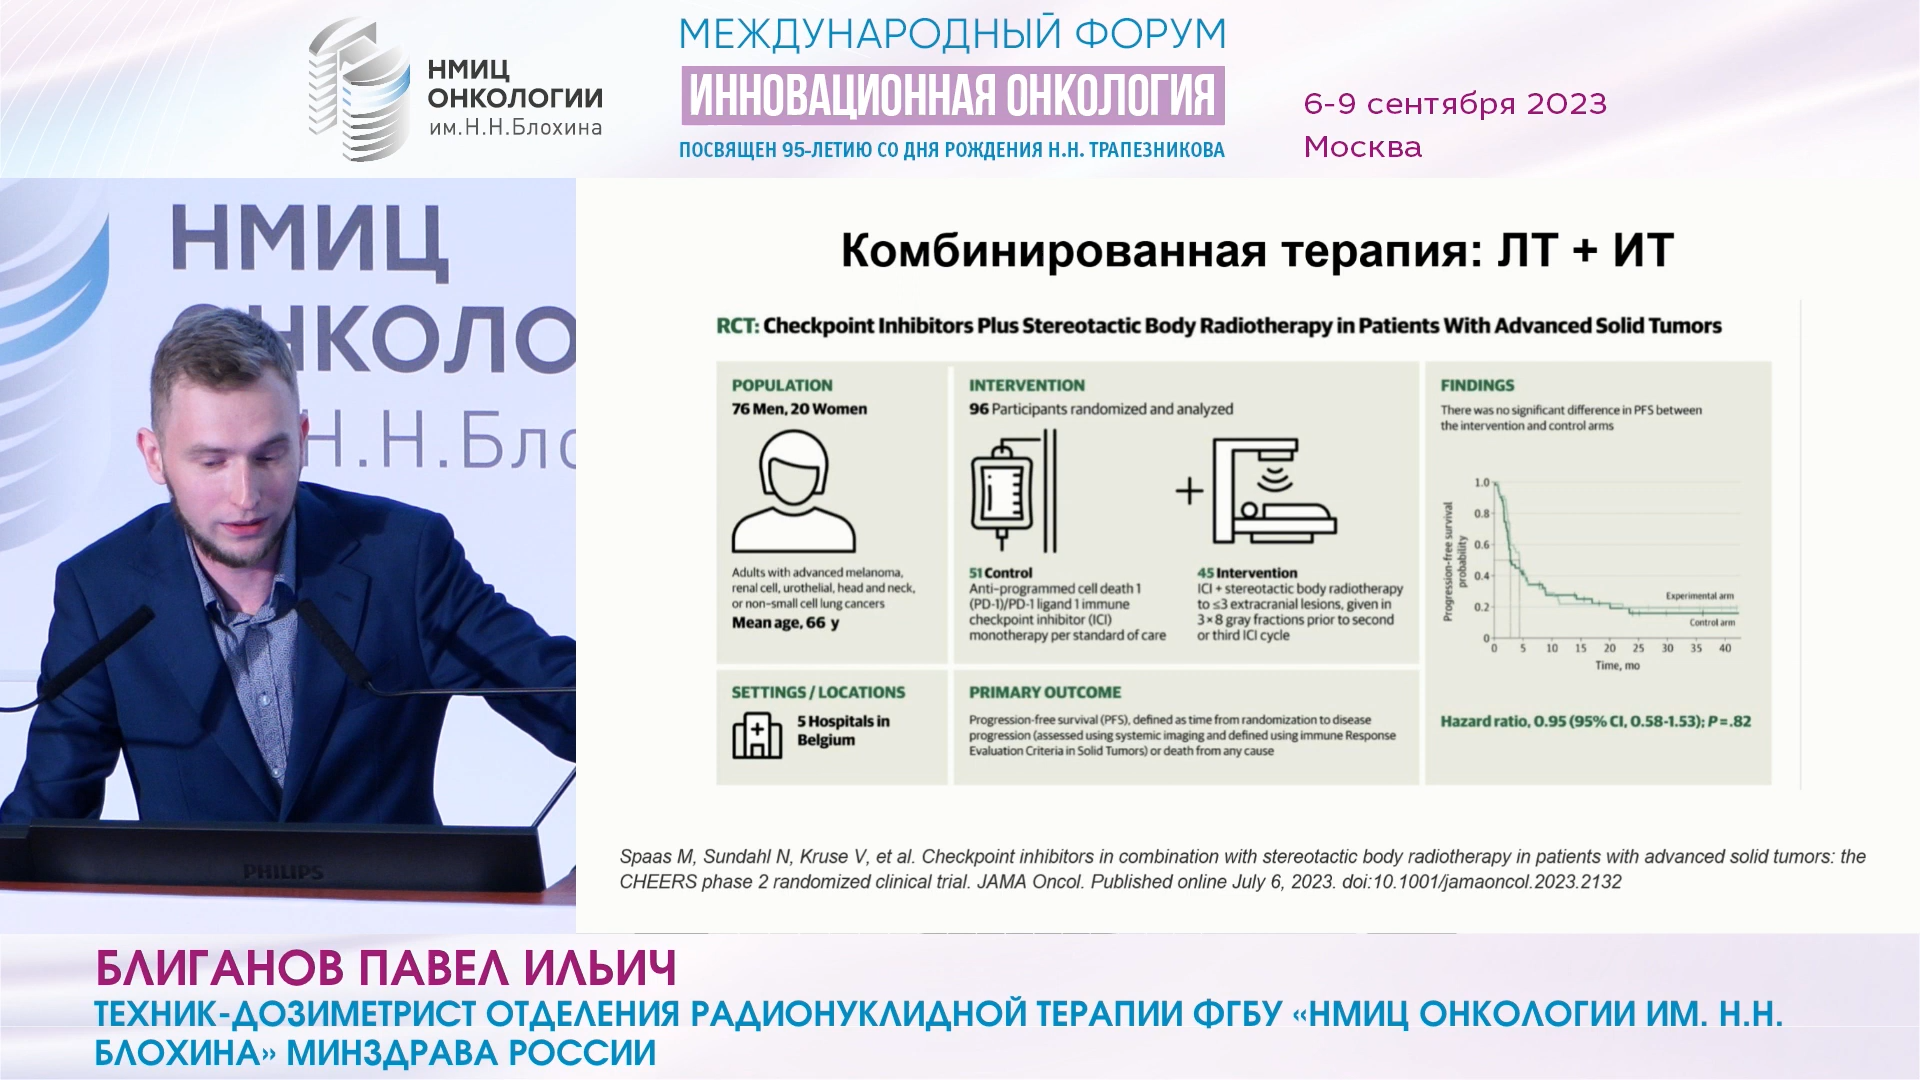 НМИЦ
ОНКОЛОГИИ
им.Н.Н.Блохина
МЕЖДУНАРОДНЫЙ ФОРУМ
ИННОВАЦИОННАЯ ОНКОЛОГИЯ
ПОСВЯЩЕН 95-ЛЕТИЮ СО ДНЯ РОЖДЕНИЯ Н.Н. ТРАПЕЗНИКОВА
6-9 сентября 2023
Москва
НМИЦ
ОНКОЛО
Н.Н.Бло
PHILIPS
Комбинированная терапия: ЛТ + ИТ
RCT: Checkpoint Inhibitors Plus Stereotactic Body Radiotherapy in Patients With Advanced Solid Tumors
POPULATION
76 Men, 20 Women
Adults with advanced melanoma,
renal cell, urothelial, head and neck,
or non-small cell lung cancers
Mean age, 66 y
SETTINGS / LOCATIONS
5 Hospitals in
Belgium
INTERVENTION
96 Participants randomized and analyzed
+
51 Control
Anti-programmed cell death 1
(PD-1)/PD-1 ligand 1 immune
checkpoint inhibitor (ICI)
monotherapy per standard of care
45 Intervention
ICI + stereotactic body radiotherapy
to ≤3 extracranial lesions, given in
3 × 8 gray fractions prior to second
or third ICI cycle
PRIMARY OUTCOME
Progression-free survival (PFS), defined as time from randomization to disease
progression (assessed using systemic imaging and defined using immune Response
Evaluation Criteria in Solid Tumors) or death from any cause
FINDINGS
There was no significant difference in PFS between
the intervention and control arms
Progression-free survival
probability
1.0
0.8
0.6
0.4
0.2
0
Experimental arm
Control arm
0 5 10 15 20 25 30 35 40
Time, mo
Hazard ratio, 0.95 (95% CI, 0.58-1.53); P = .82
Spaas M, Sundahl N, Kruse V, et al. Checkpoint inhibitors in combination with stereotactic body radiotherapy in patients with advanced solid tumors: the
CHEERS phase 2 randomized clinical trial. JAMA Oncol. Published online July 6, 2023. doi:10.1001/jamaoncol.2023.2132
БЛИГАНОВ ПАВЕЛ ИЛЬИЧ
ТЕХНИК-ДОЗИМЕТРИСТ ОТДЕЛЕНИЯ РАДИОНУКЛИДНОЙ ТЕРАПИИ ФГБУ «НМИЦ ОНКОЛОГИИ ИМ. Н.Н.
БЛОХИНА» МИНЗДРАВА РОССИИ